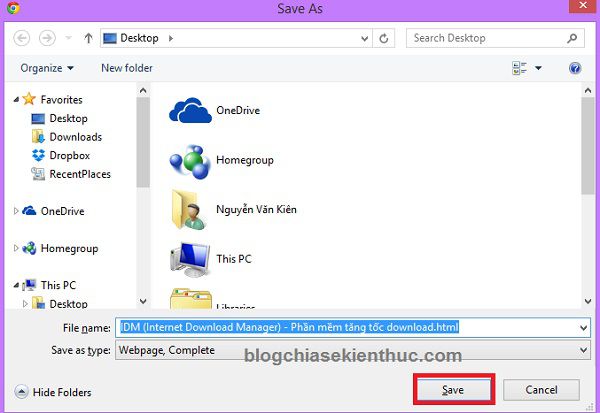 Save As
Desktop
Search Desktop
Organize
New folder
Favorites
Desktop
Downloads
Dropbox
RecentPlaces
OneDrive
Homegroup
This PC
Desktop
OneDrive
Homegroup
Nguyễn Văn Kiên
This PC
Libraries
File name:
IDM (Internet Download Manager) - Phần mềm tăng tốc download.html
Save as type:
Webpage, Complete
blogchiasekienthuc.com
Hide Folders
Save
Cancel